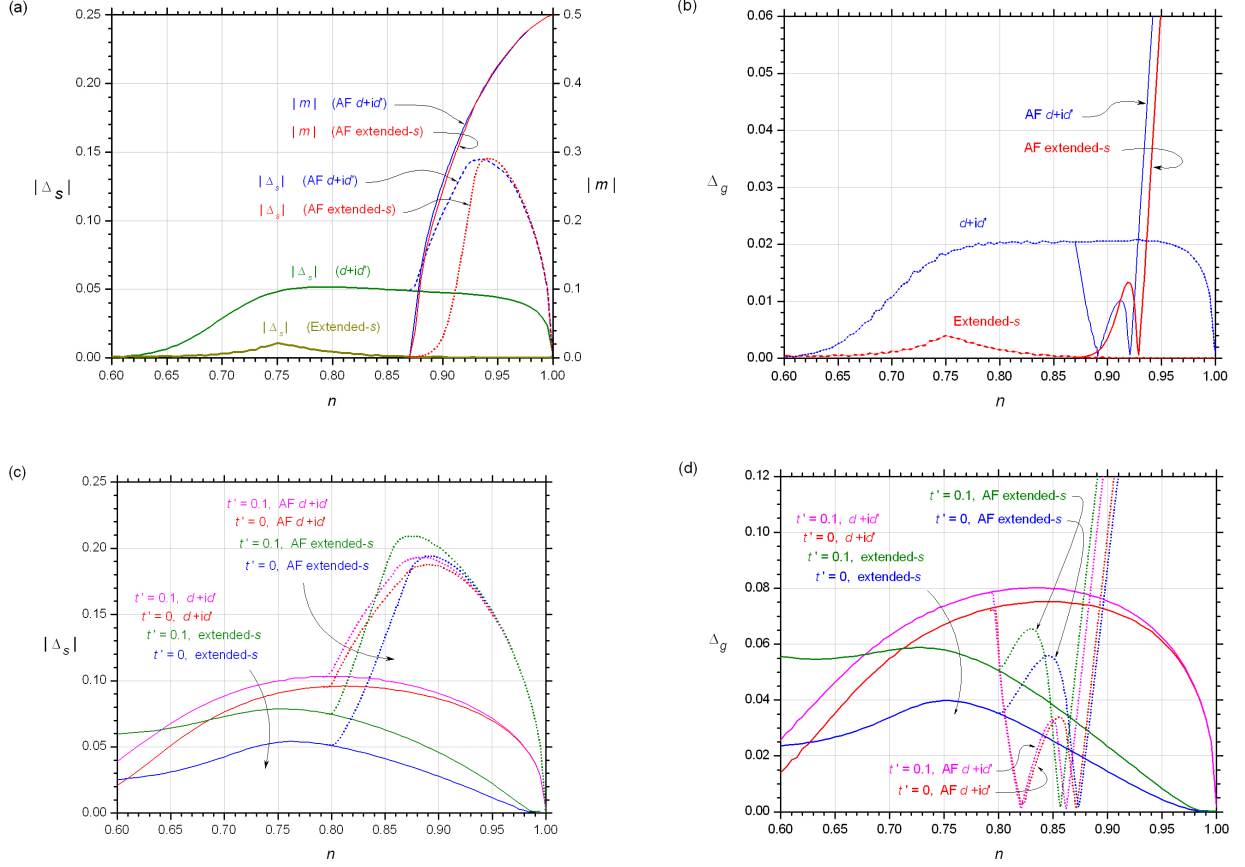 (a)
0.25
0.20
0.15
0.10
0.05
0.00
|Δs|
0.5
0.4
0.3
0.2
0.1
0.0
|m|
|m| (AF d+id')
|m| (AF extended-s)
|Δs| (AF d+id')
|Δs| (AF extended-s)
|Δs| (d+id')
|Δs| (Extended-s)
0.60 0.65 0.70 0.75 0.80 0.85 0.90 0.95 1.00
n
(b)
0.06
0.05
0.04
0.03
0.02
0.01
0.00
Δg
AF d+id'
AF extended-s
d+id'
Extended-s
0.60 0.65 0.70 0.75 0.80 0.85 0.90 0.95 1.00
n
(c)
0.25
0.20
0.15
0.10
0.05
0.00
|Δs|
t' = 0.1, AF d+id'
t' = 0, AF d+id'
t' = 0.1, AF extended-s
t' = 0, AF extended-s
t' = 0.1, d+id'
t' = 0, d+id'
t' = 0.1, extended-s
t' = 0, extended-s
0.60 0.65 0.70 0.75 0.80 0.85 0.90 0.95 1.00
n
(d)
0.12
0.10
0.08
0.06
0.04
0.02
0.00
Δg
t' = 0.1, AF extended-s
t' = 0, AF extended-s
t' = 0.1, d+id'
t' = 0, d+id'
t' = 0.1, extended-s
t' = 0, extended-s
t' = 0.1, AF d+id'
t' = 0, AF d+id'
0.60 0.65 0.70 0.75 0.80 0.85 0.90 0.95 1.00
n